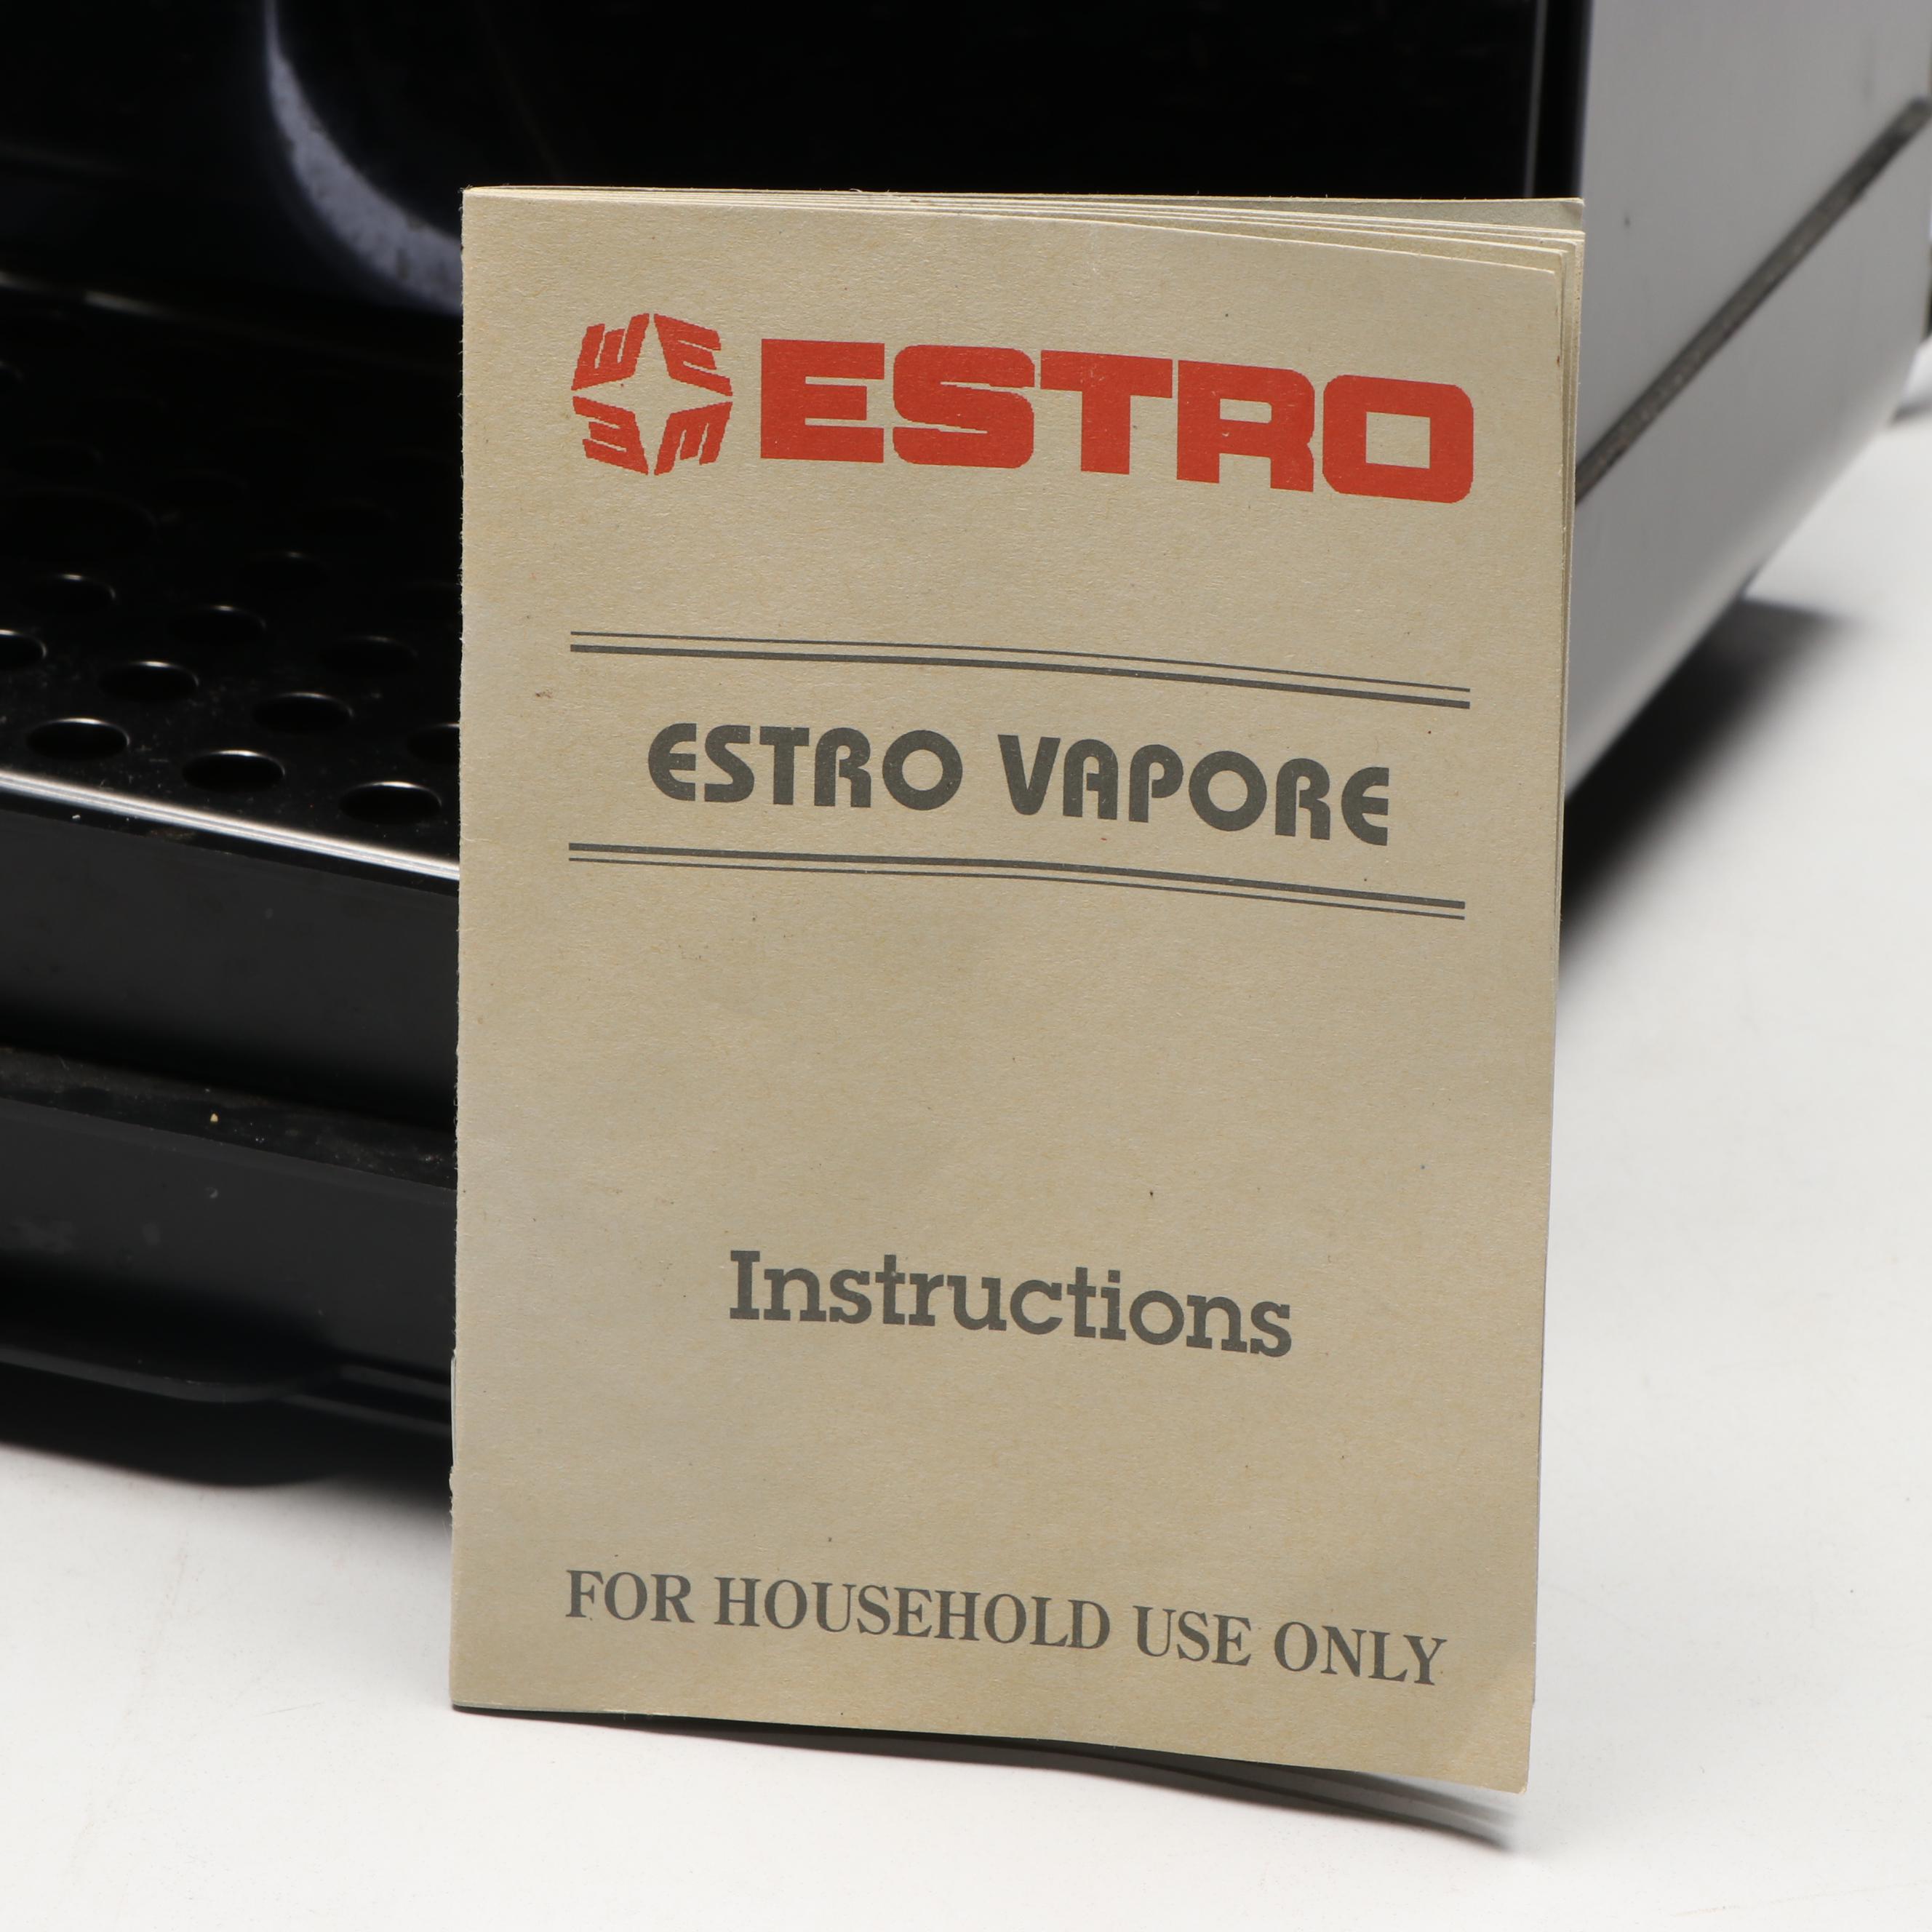 ESTRO
ESTRO VAPORE
Instructions
FOR HOUSEHOLD USE ONLY